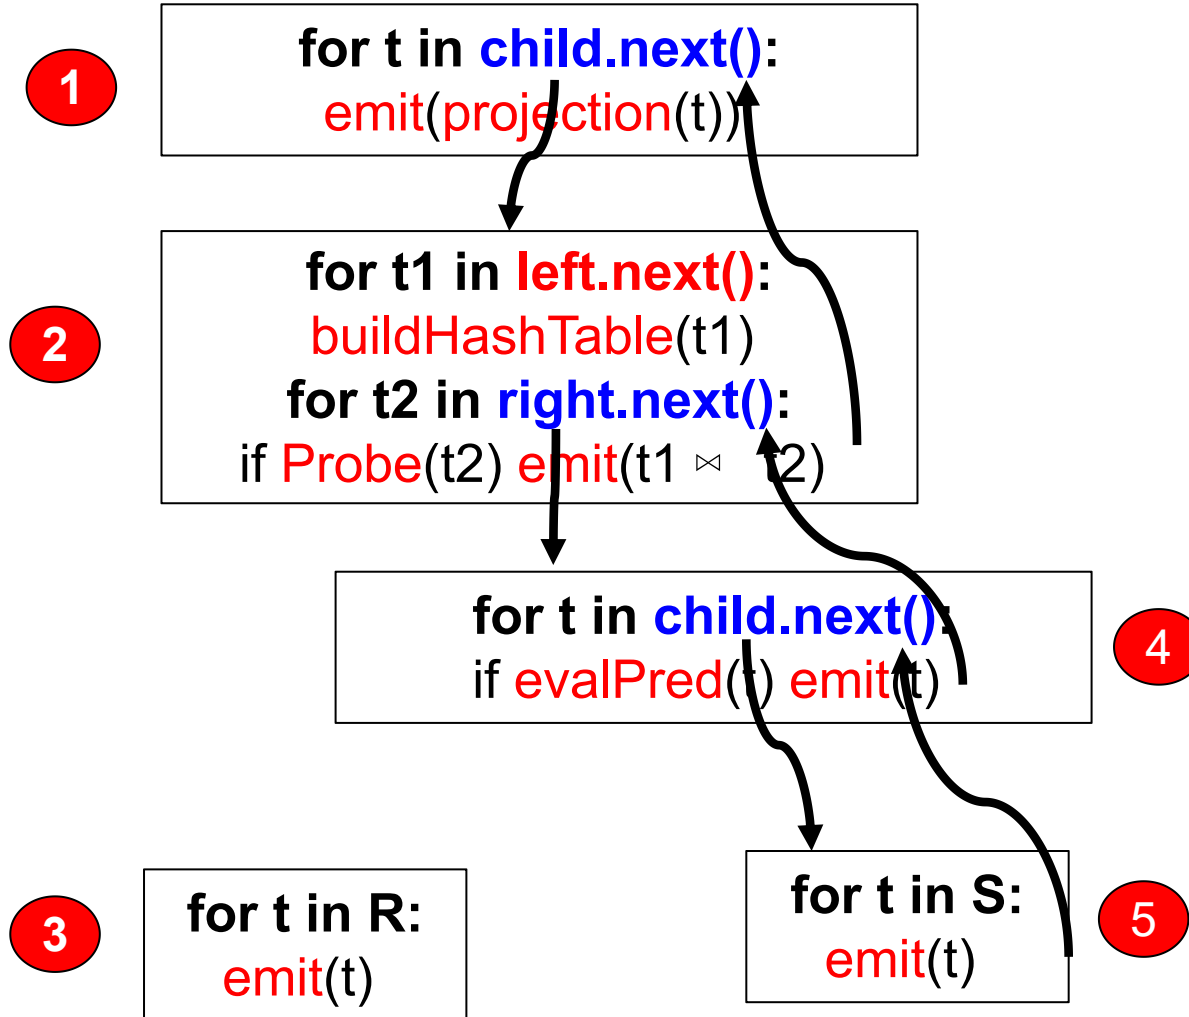 1
for t in child.next():
emit(projection(t))
2
for t1 in left.next():
buildHashTable(t1)
for t2 in right.next():
if Probe(t2) emit(t1 ⋈ t2)
for t in child.next():
if evalPred(t) emit(t)
4
3
for t in R:
emit(t)
for t in S:
emit(t)
5